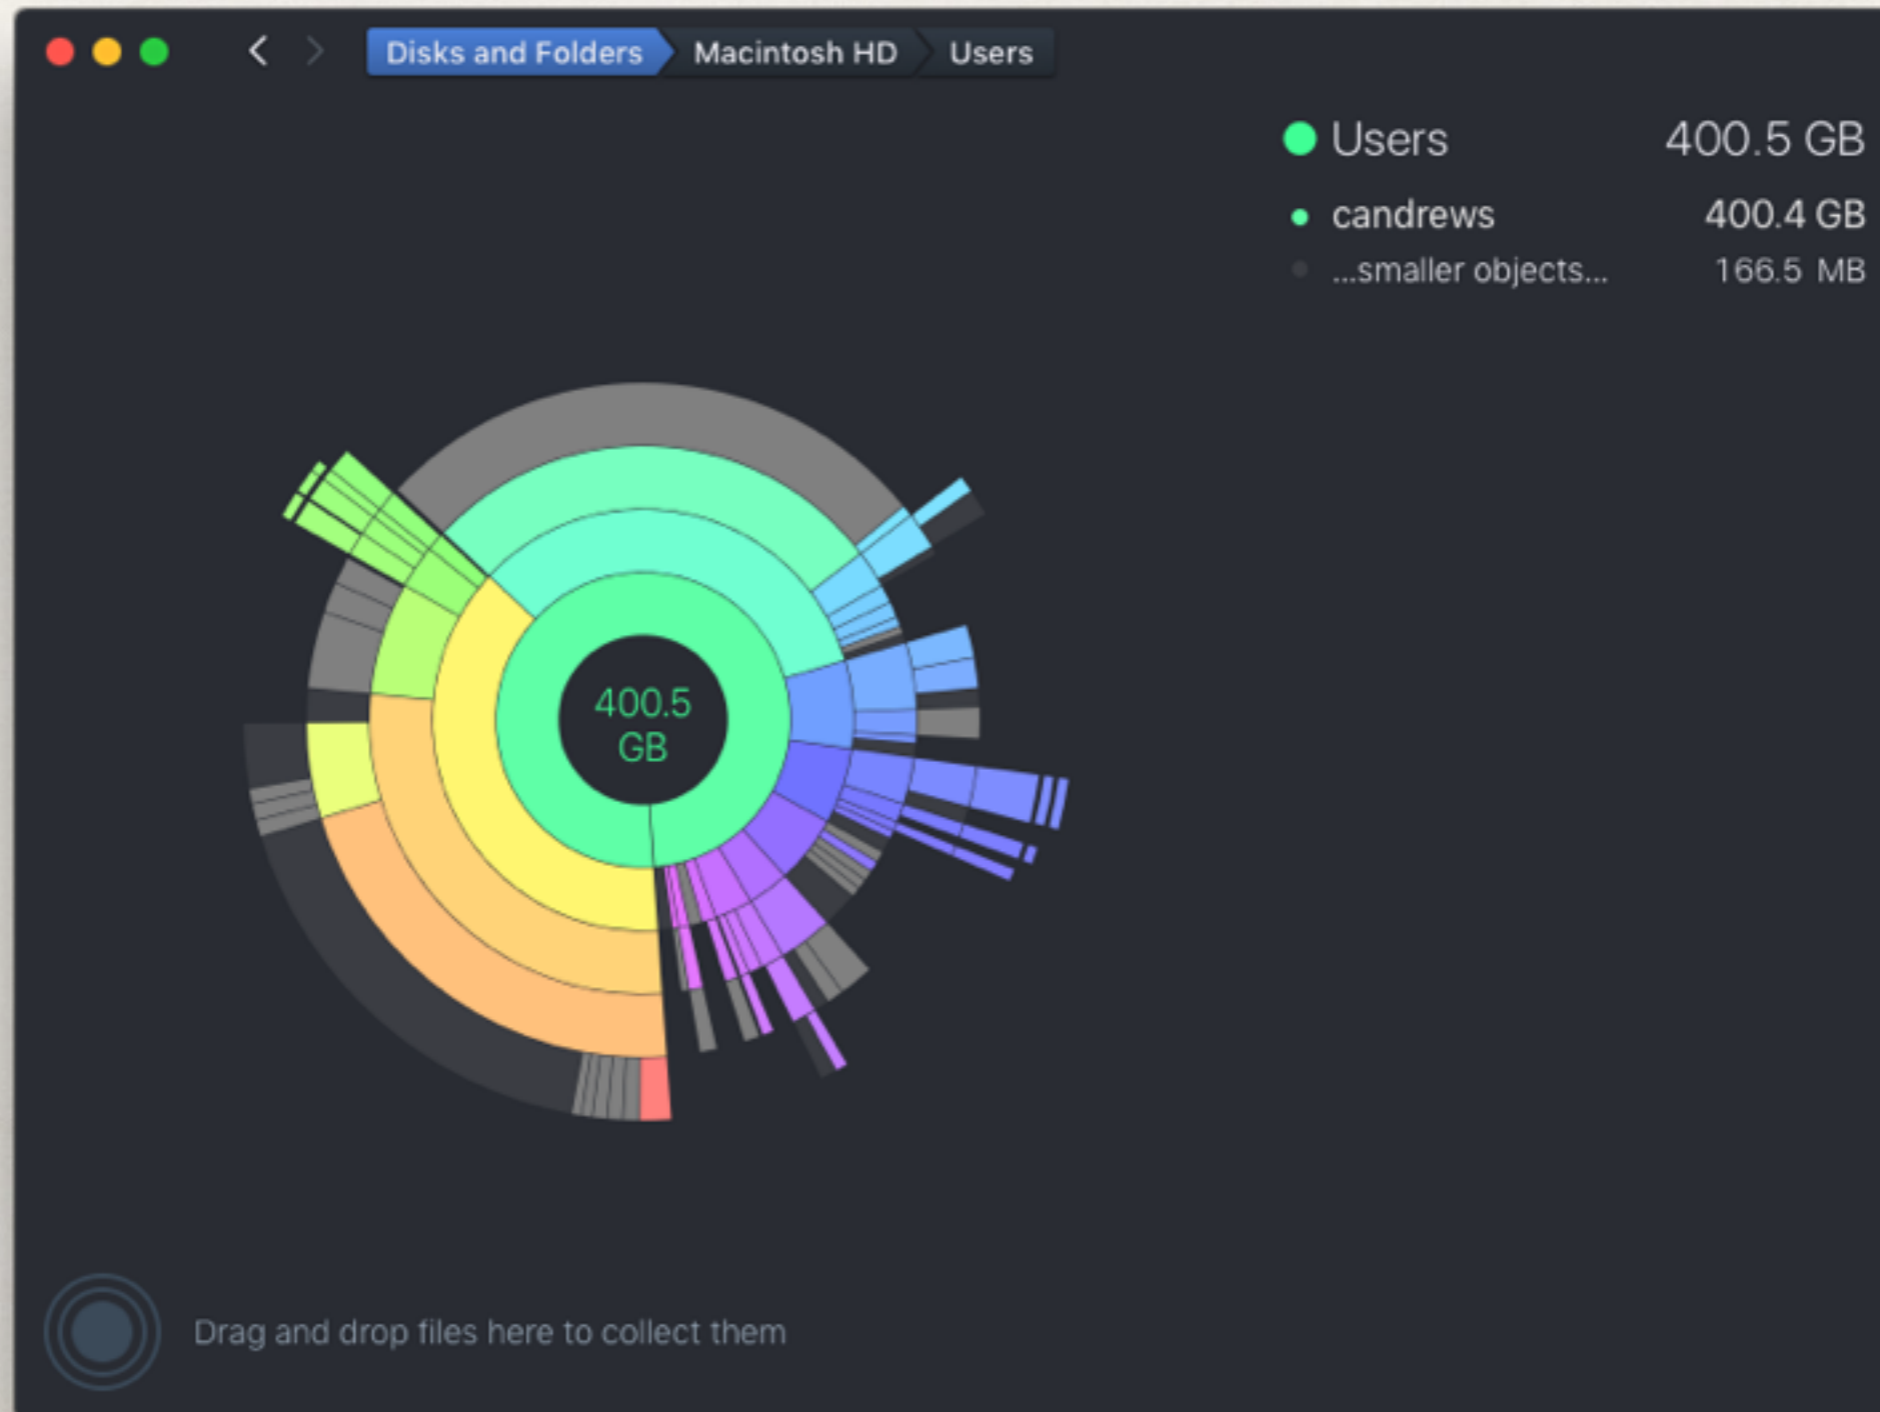 Disks and Folders Macintosh HD Users
Users 400.5 GB
candrews 400.4 GB
...smaller objects... 166.5 MB
400.5
GB
Drag and drop files here to collect them